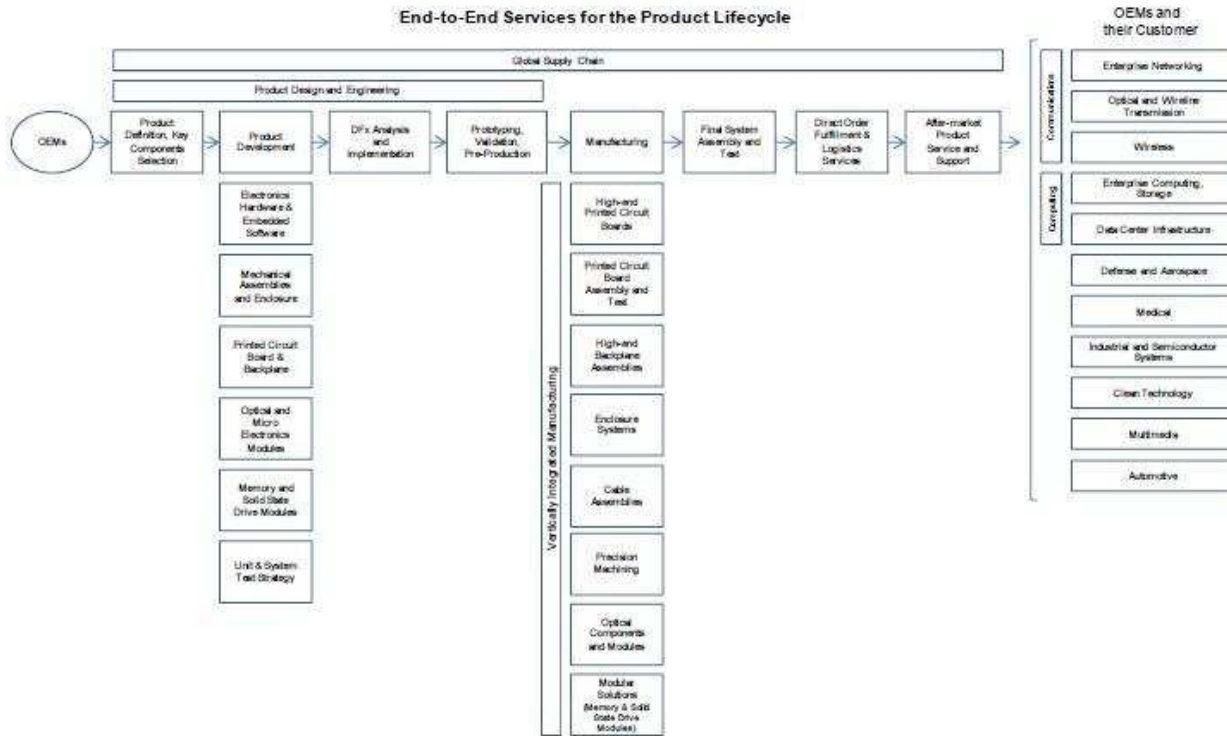 End-to-End Services for the Product Lifecycle
OEMs and
their Customer
Global Supply Chain
Product Design and Engineering
OEMs
Product
Definition, Key
Components
Selection
Product
Development
DFx Analysis
and
Implementation
Prototyping,
Validation,
Pre-Production
Manufacturing
Final System
Assembly and
Test
Direct Order
Fulfillment &
Logistics
Services
After-market
Product
Service and
Support
Electronics
Hardware &
Embedded
Software
Mechanical
Assemblies
and Enclosure
Printed Circuit
Board &
Backplane
Optical and
Micro
Electronics
Modules
Memory and
Solid State
Drive Modules
Unit & System
Test Strategy
Vertically Integrated Manufacturing
High-end
Printed Circuit
Boards
Printed Circuit
Board
Assembly and
Test
High-end
Backplane
Assemblies
Enclosure
Systems
Cable
Assemblies
Precision
Machining
Optical
Components
and Modules
Modular
Solutions
(Memory & Solid
State Drive
Modules)
Communications
Enterprise Networking
Optical and Wireline
Transmission
Wireless
Computing
Enterprise Computing,
Storage
Data Center Infrastructure
Defense and Aerospace
Medical
Industrial and Semiconductor
Systems
Clean Technology
Multimedia
Automotive